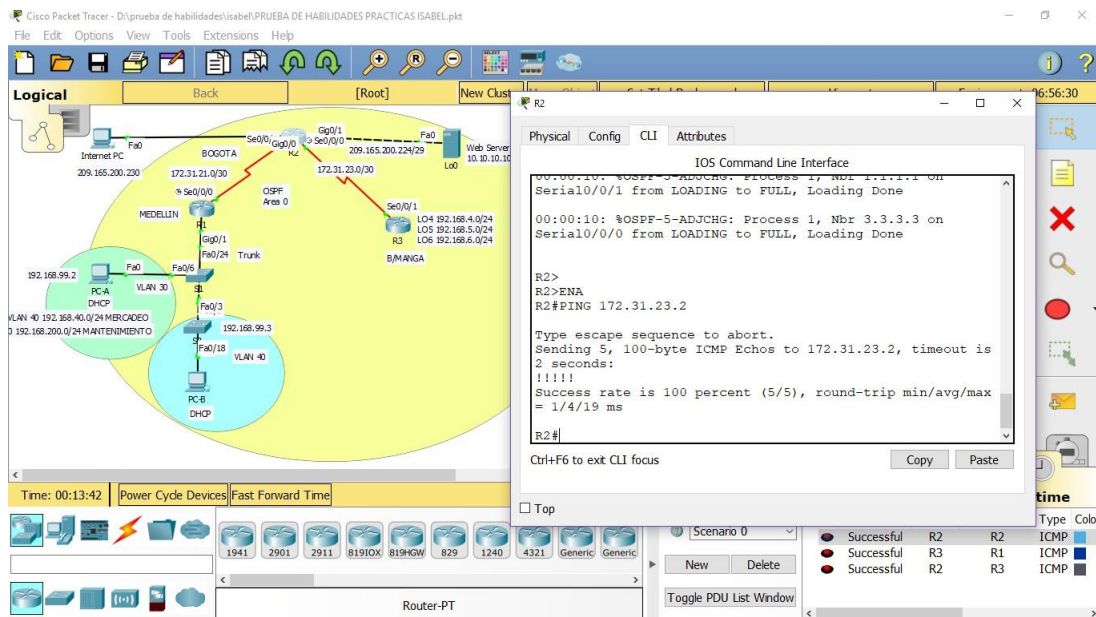 Cisco Packet Tracer - D:\prueba de habilidades\isabel\PRUEBA DE HABILIDADES PRACTICAS ISABEL.pkt
File Edit Options View Tools Extensions Help
Logical
Back
[Root]
New Clust
06:56:30
Internet PC
Fa0
209.165.200.230
BOGOTA
Se0/0/
Gig0/0
Gig0/1
Se0/0/0
R2
209.165.200.224/29
Fa0
Web Server
10.10.10.10
Lo0
172.31.21.0/30
172.31.23.0/30
Se0/0/0
OSPF
Area 0
MEDELLIN
R1
Gig0/1
Fa0/24 Trunk
Se0/0/1
LO4 192.168.4.0/24
LO5 192.168.5.0/24
LO6 192.168.6.0/24
R3
B/MANGA
192.168.99.2
Fa0
Fa0/6
PC-A
VLAN 30
DHCP
S1
VLAN 40 192.168.40.0/24 MERCADEO
192.168.200.0/24 MANTENIMIENTO
Fa0/3
192.168.99.3
Fa0/18
VLAN 40
PC-B
DHCP
R2
Physical Config CLI Attributes
IOS Command Line Interface
00:00:10: %OSPF-5-ADJCHG: Process 1, Nbr 1.1.1.1 on
Serial0/0/1 from LOADING to FULL, Loading Done
00:00:10: %OSPF-5-ADJCHG: Process 1, Nbr 3.3.3.3 on
Serial0/0/0 from LOADING to FULL, Loading Done
R2>
R2>ENA
R2#PING 172.31.23.2
Type escape sequence to abort.
Sending 5, 100-byte ICMP Echos to 172.31.23.2, timeout is
2 seconds:
!!!!!
Success rate is 100 percent (5/5), round-trip min/avg/max
= 1/4/19 ms
R2#
Ctrl+F6 to exit CLI focus
Copy
Paste
Top
Time: 00:13:42
Power Cycle Devices
Fast Forward Time
time
1941
2901
2911
819IOX
819HGW
829
1240
4321
Generic
Generic
Router-PT
Scenario 0
New
Delete
Toggle PDU List Window
Type Colo
Successful R2 R2 ICMP
Successful R3 R1 ICMP
Successful R2 R3 ICMP